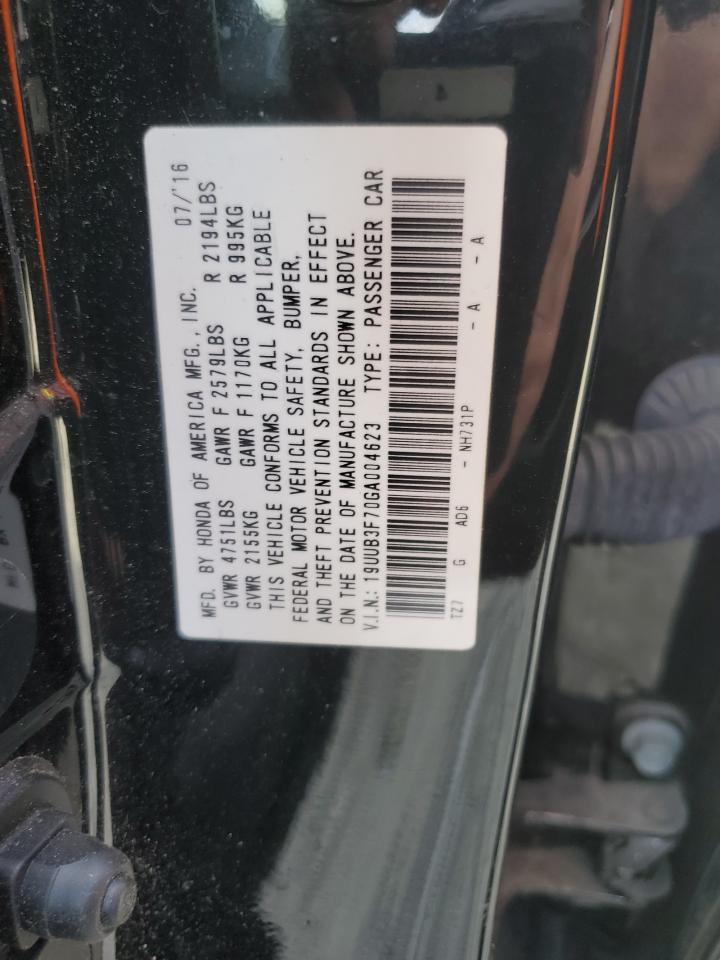 MFD. BY HONDA OF AMERICA MFG., INC. 07/'16
GVWR 4751LBS GAWR F 2579LBS R 2194LBS
GVWR 2155KG GAWR F 1170KG R 995KG
THIS VEHICLE CONFORMS TO ALL APPLICABLE
FEDERAL MOTOR VEHICLE SAFETY, BUMPER,
AND THEFT PREVENTION STANDARDS IN EFFECT
ON THE DATE OF MANUFACTURE SHOWN ABOVE.
V.I.N.: 19UUB3F70GA004623 TYPE: PASSENGER CAR
TZ7 G AD6 - NH731P - A - A